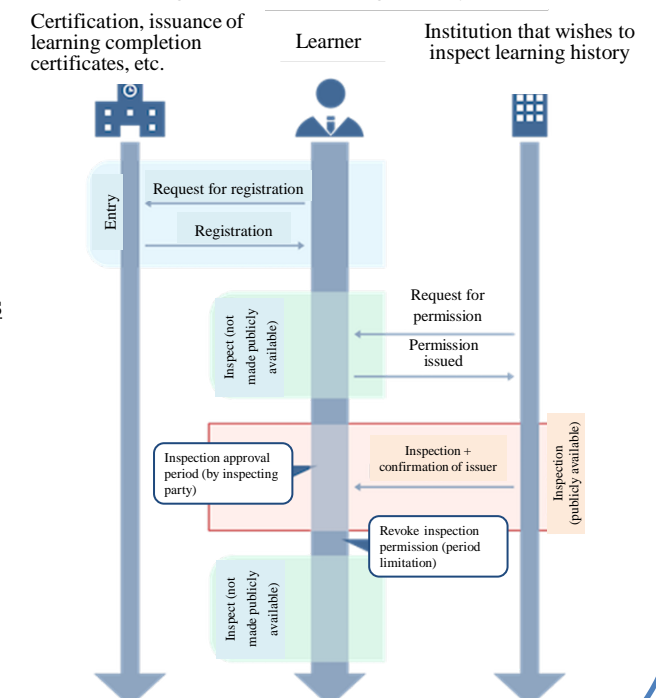 Certification, issuance of
learning completion
certificates, etc.
Learner
Institution that wishes to
inspect learning history
Entry
Request for registration
Registration
Inspect (not
made publicly
available)
Request for
permission
Permission
issued
Inspection approval
period (by inspecting
party)
Inspection +
confirmation of issuer
Inspection
(publicly available)
Revoke inspection
permission (period
limitation)
Inspect (not
made publicly
available)